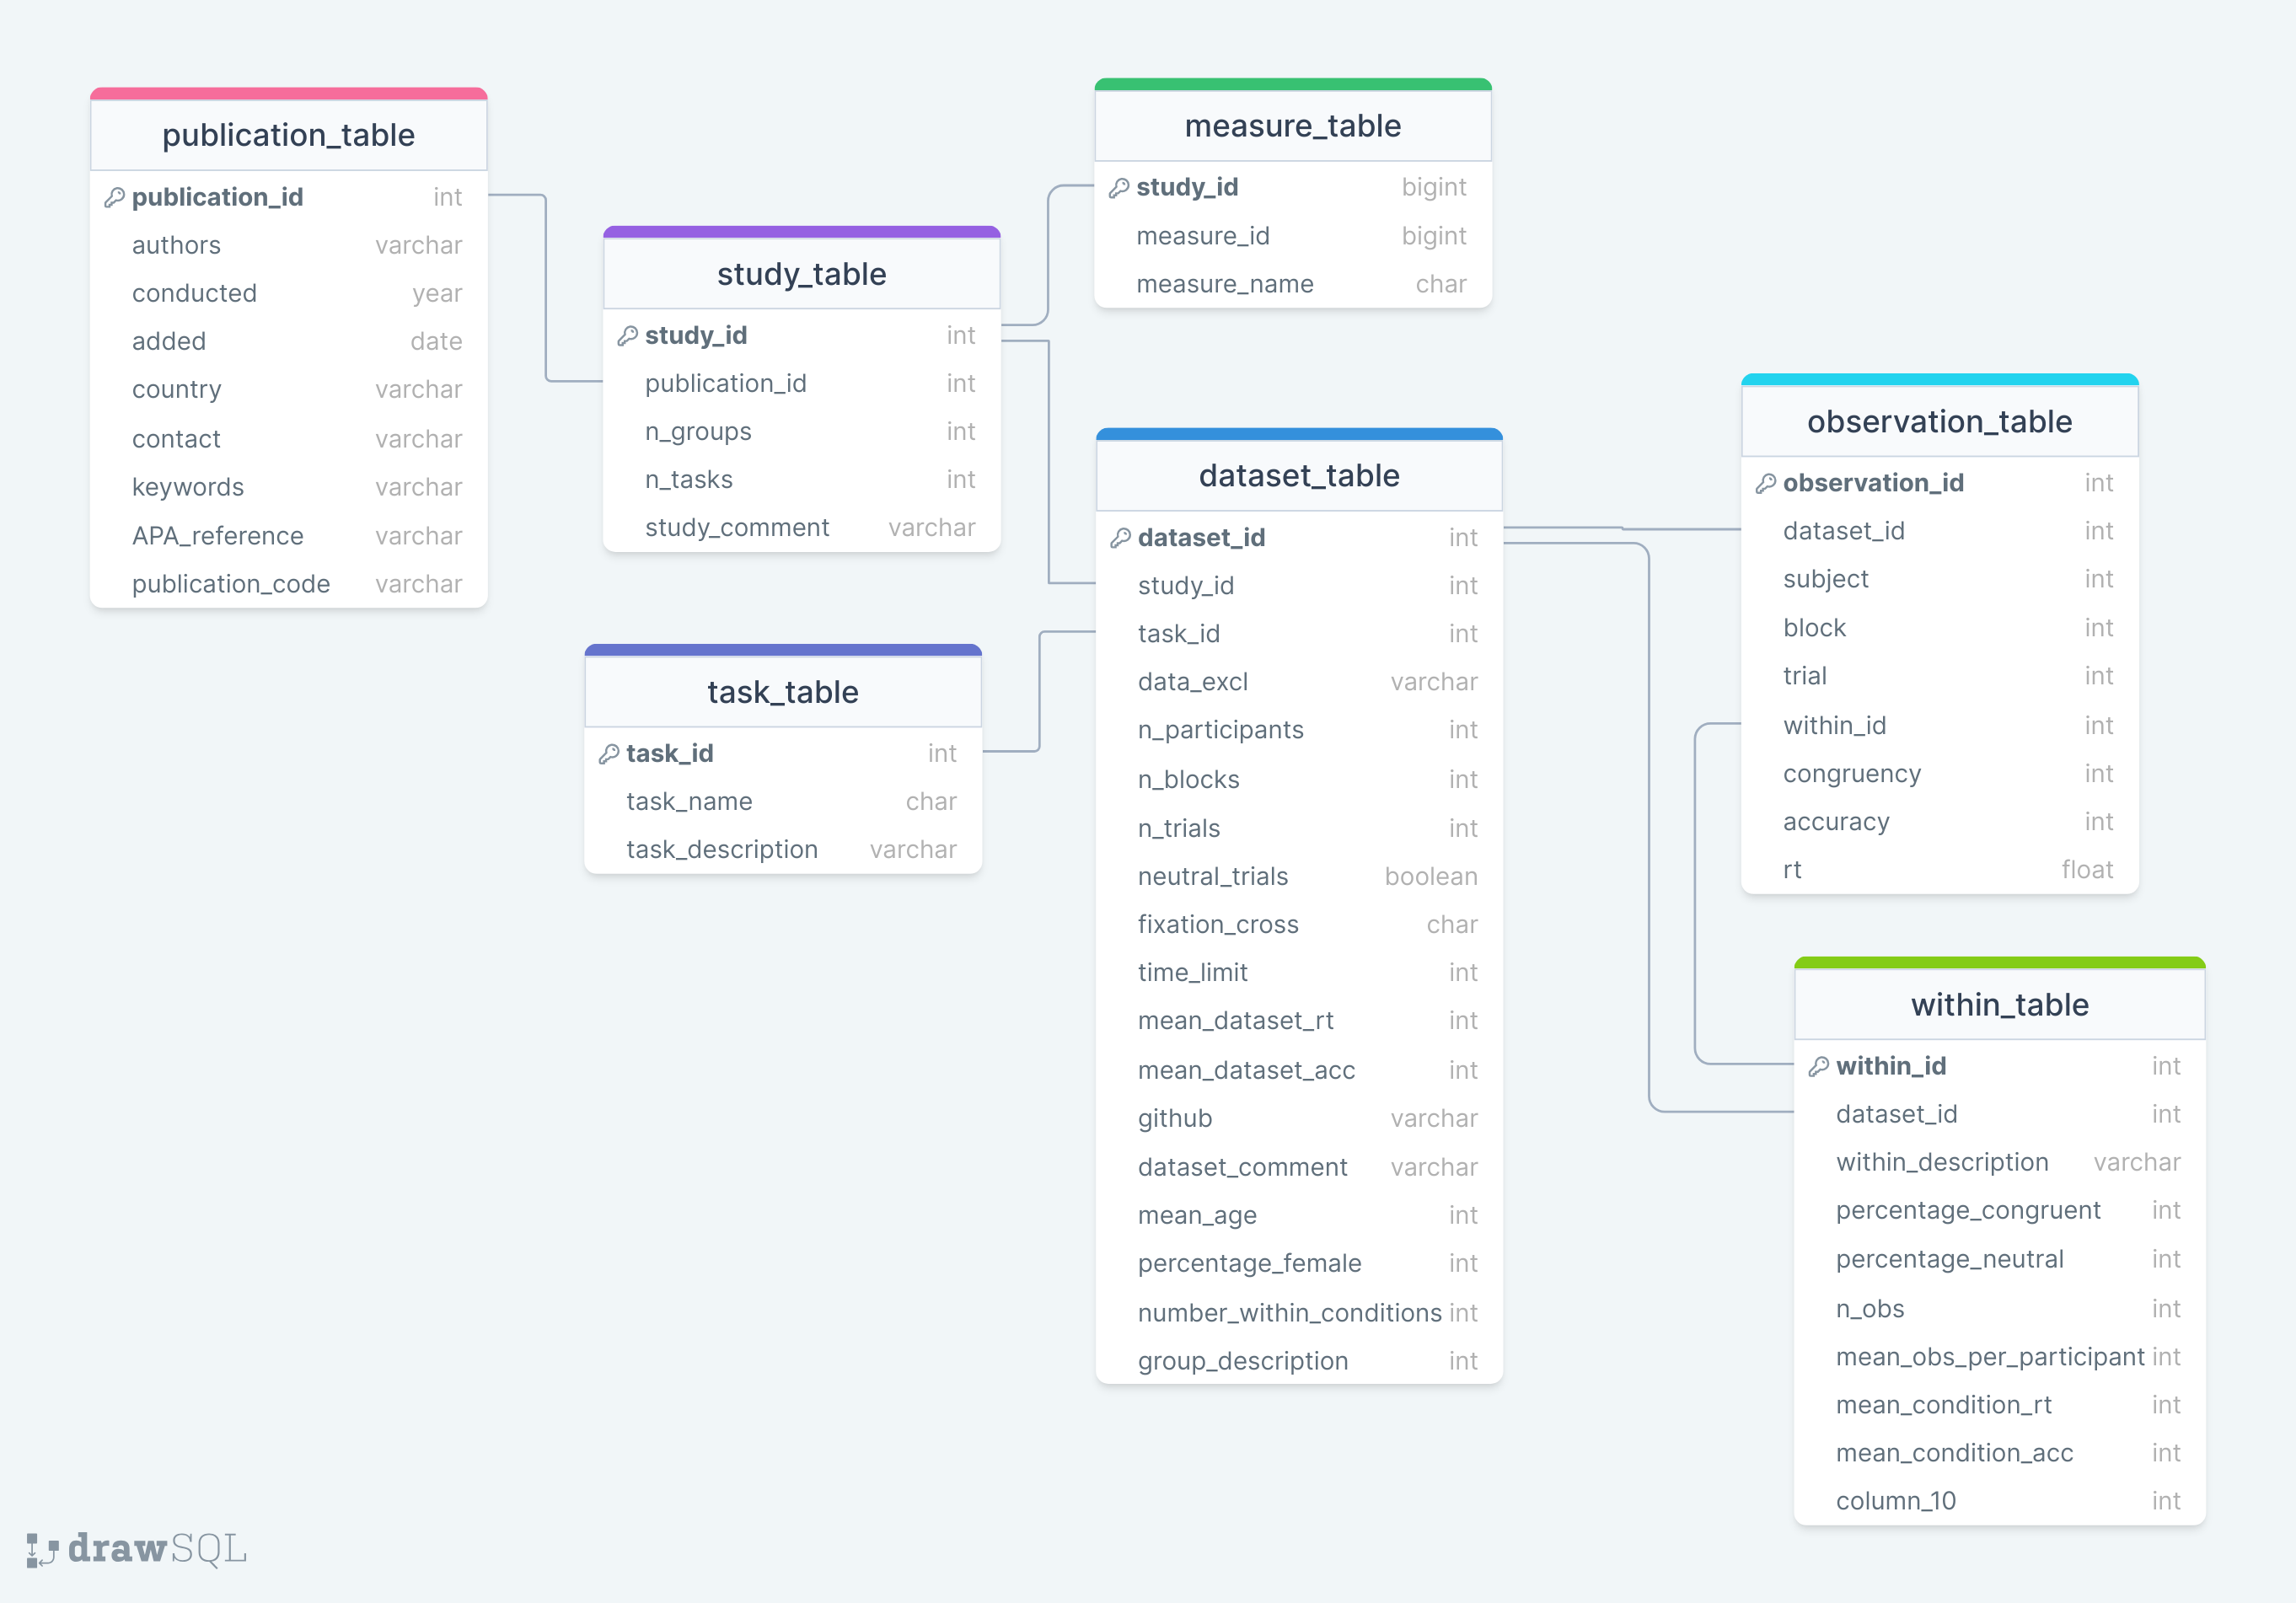 publication_table
publication_id int
authors varchar
conducted year
added date
country varchar
contact varchar
keywords varchar
APA_reference varchar
publication_code varchar
study_table
study_id int
publication_id int
n_groups int
n_tasks int
study_comment varchar
measure_table
study_id bigint
measure_id bigint
measure_name char
task_table
task_id int
task_name char
task_description varchar
dataset_table
dataset_id int
study_id int
task_id int
data_excl varchar
n_participants int
n_blocks int
n_trials int
neutral_trials boolean
fixation_cross char
time_limit int
mean_dataset_rt int
mean_dataset_acc int
github varchar
dataset_comment varchar
mean_age int
percentage_female int
number_within_conditions int
group_description int
observation_table
observation_id int
dataset_id int
subject int
block int
trial int
within_id int
congruency int
accuracy int
rt float
within_table
within_id int
dataset_id int
within_description varchar
percentage_congruent int
percentage_neutral int
n_obs int
mean_obs_per_participant int
mean_condition_rt int
mean_condition_acc int
column_10 int
drawSQL